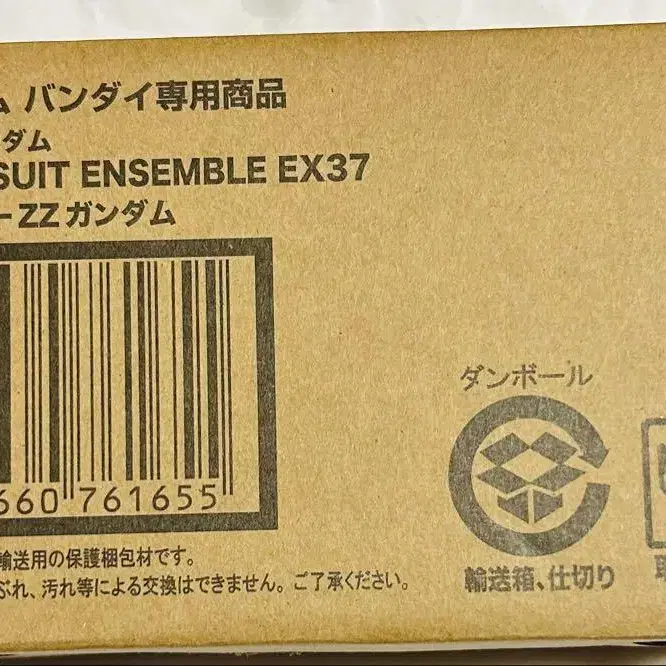 ム バンダイ専用商品
ダム
SUIT ENSEMBLE EX37
ーZZガンダム
660 761655
ダンボール
輸送箱、仕切り
輸送用の保護梱包材です。
ぶれ、汚れ等による交換はできません。ご了承ください。